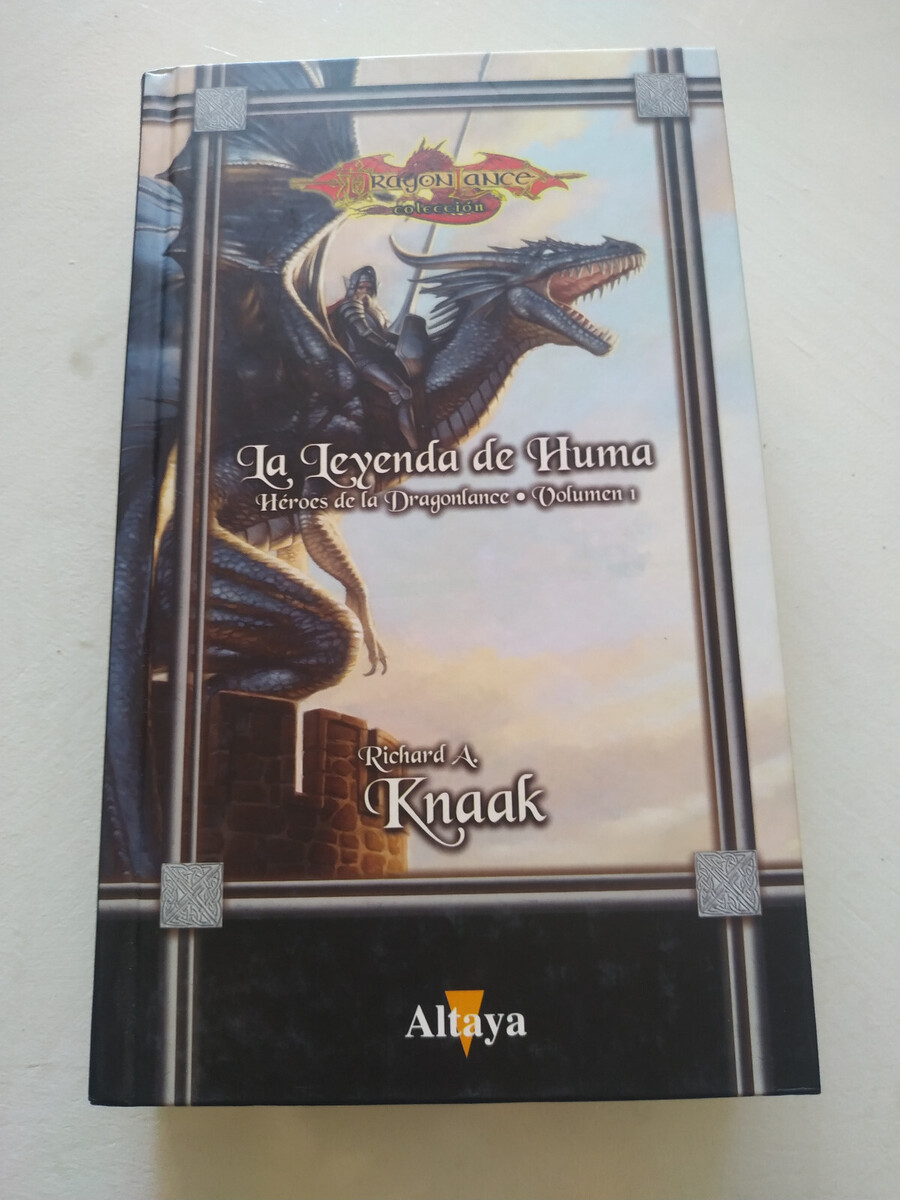 DragonLance
colección
La Leyenda de Huma
Héroes de la Dragonlance • Volumen 1
Richard A.
Knaak
Altaya